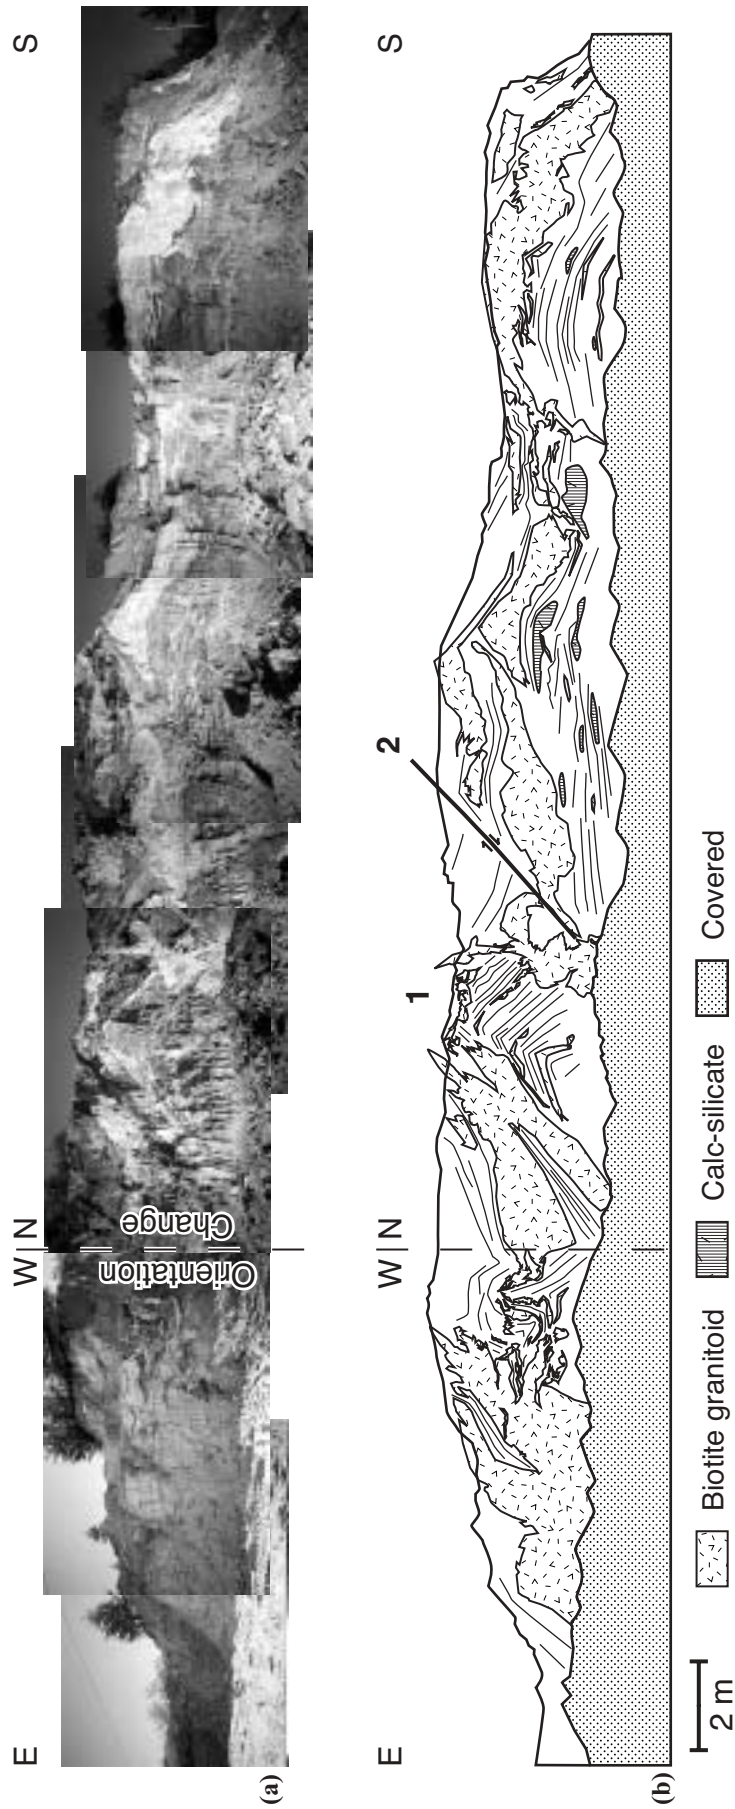 E
W|N
S
Orientation
Change
(a)
E
W|N
S
1
2
(b)
2 m
Biotite granitoid
Calc-silicate
Covered